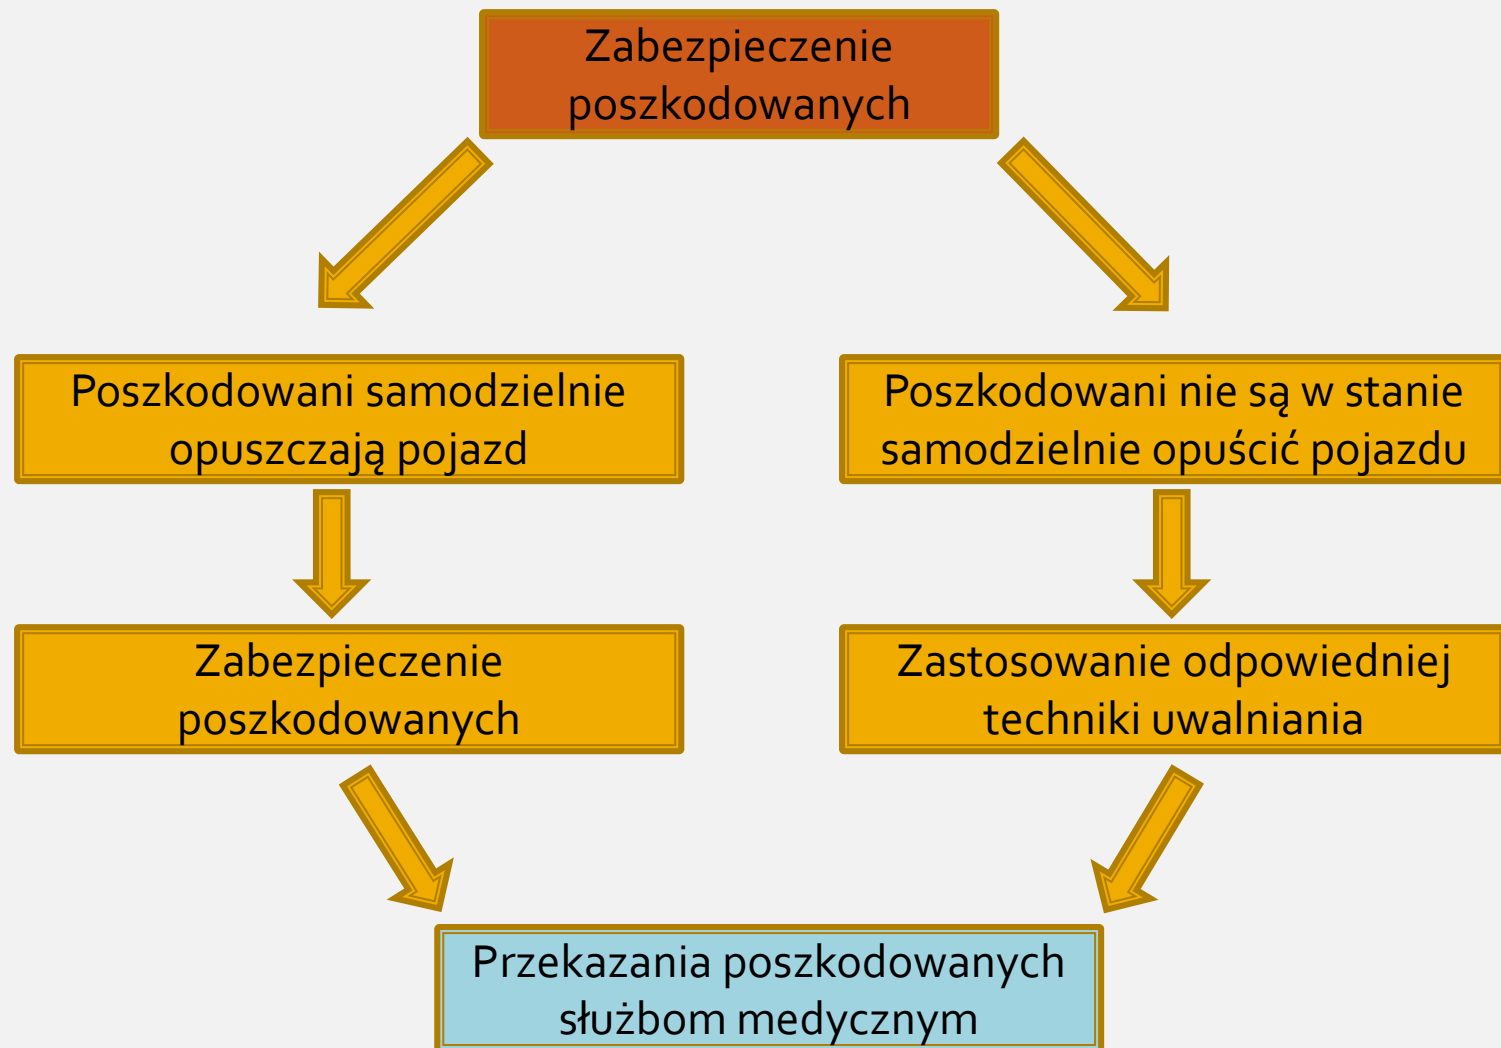 Zabezpieczenie
poszkodowanych
Poszkodowani samodzielnie
opuszczają pojazd
Poszkodowani nie są w stanie
samodzielnie opuścić pojazdu
Zabezpieczenie
poszkodowanych
Zastosowanie odpowiedniej
techniki uwalniania
Przekazania poszkodowanych
służbom medycznym